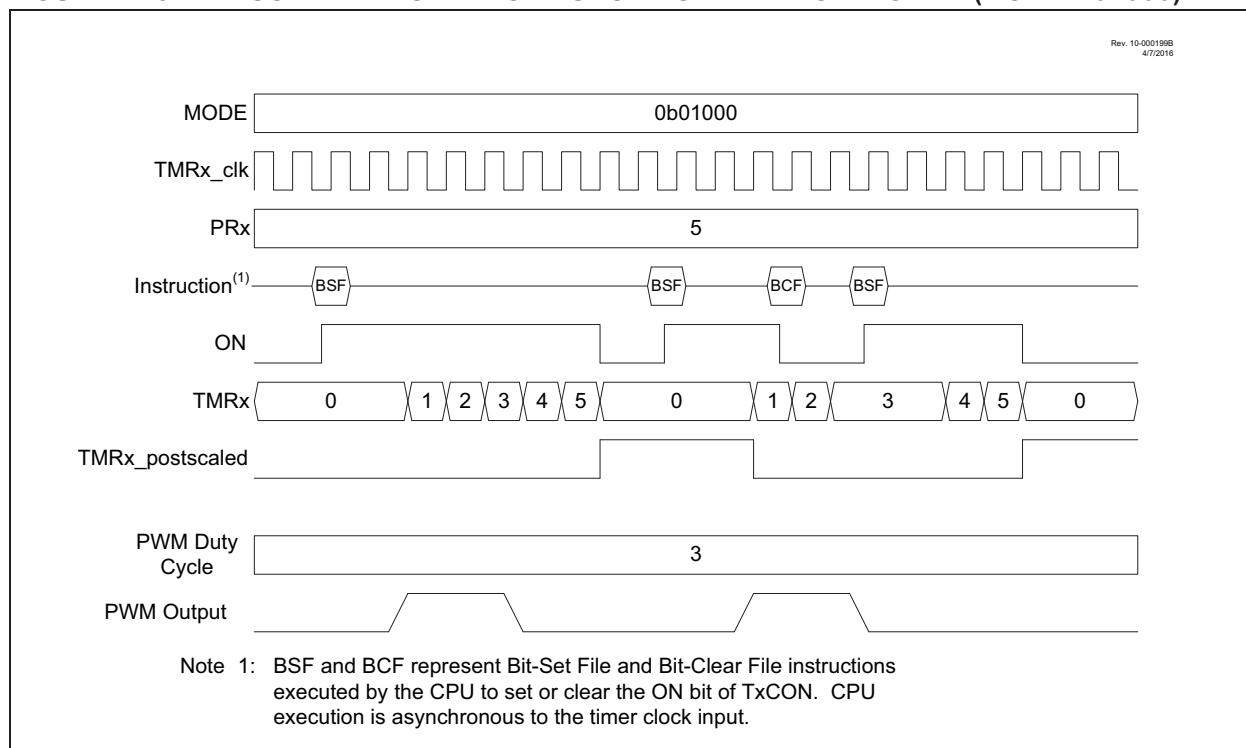 Rev. 10-000199B
4/7/2016
MODE 0b01000
TMRx_clk
PRx 5
Instruction(1) BSF BSF BCF BSF
ON
TMRx 0 1 2 3 4 5 0 1 2 3 4 5 0
TMRx_postscaled
PWM Duty
Cycle 3
PWM Output
Note 1: BSF and BCF represent Bit-Set File and Bit-Clear File instructions
executed by the CPU to set or clear the ON bit of TxCON. CPU
execution is asynchronous to the timer clock input.